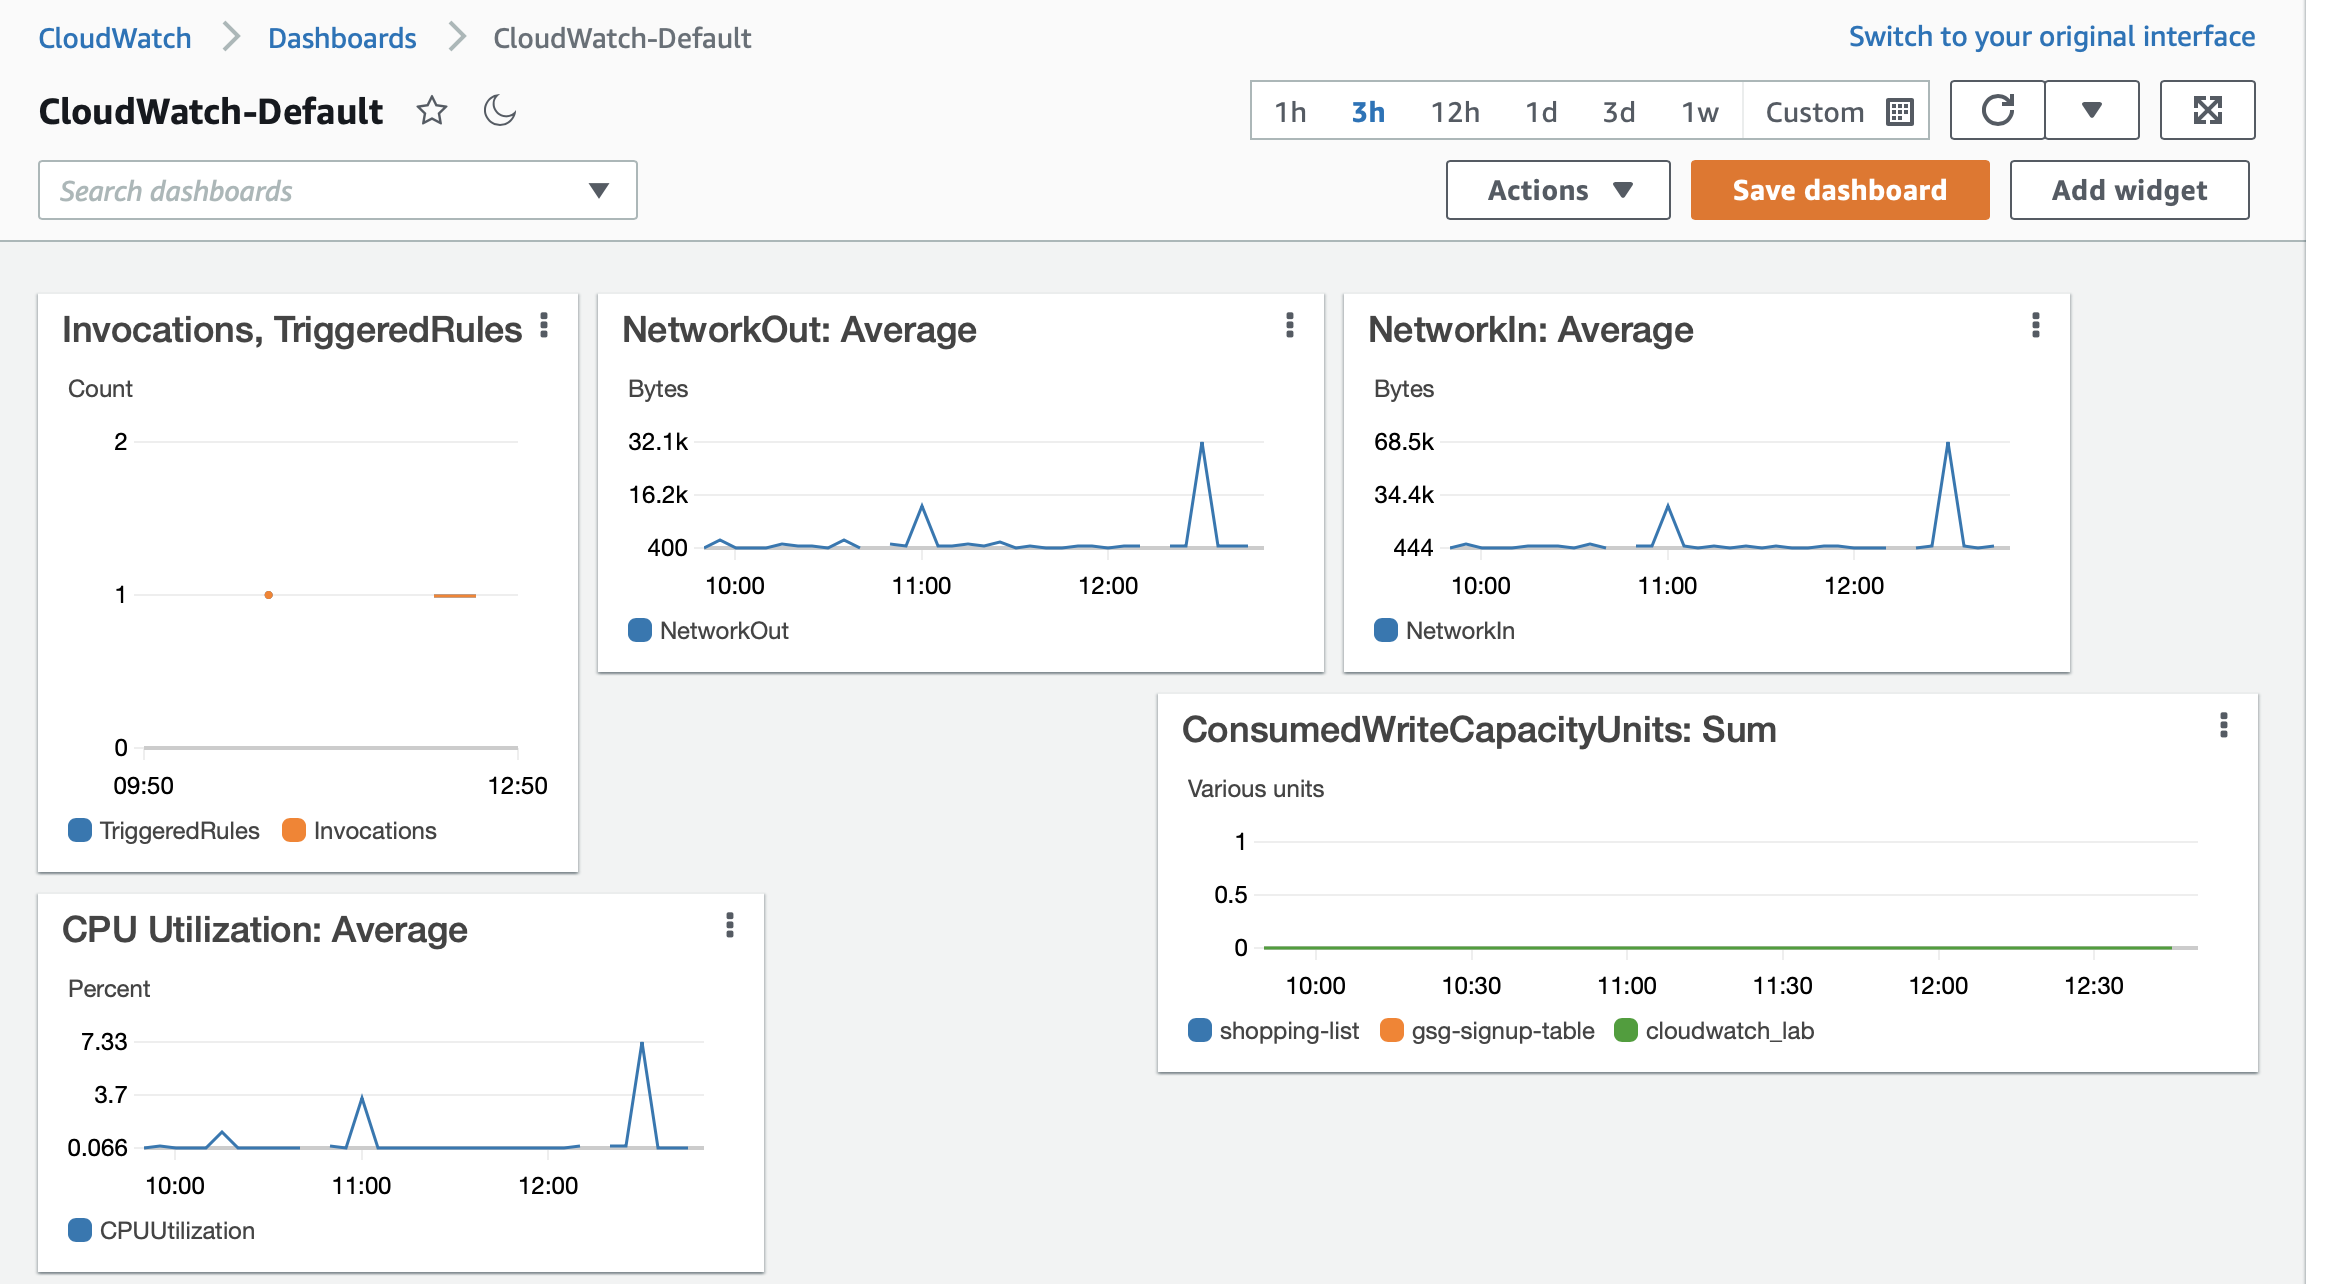 CloudWatch Dashboards CloudWatch-Default
Switch to your original interface
CloudWatch-Default
1h 3h 12h 1d 3d 1w Custom
Search dashboards
Actions Save dashboard Add widget
Invocations, TriggeredRules
Count
2
1
0
09:50 12:50
TriggeredRules Invocations
NetworkOut: Average
Bytes
32.1k
16.2k
400
10:00 11:00 12:00
NetworkOut
NetworkIn: Average
Bytes
68.5k
34.4k
444
10:00 11:00 12:00
NetworkIn
ConsumedWriteCapacityUnits: Sum
Various units
1
0.5
0
10:00 10:30 11:00 11:30 12:00 12:30
shopping-list gsg-signup-table cloudwatch_lab
CPU Utilization: Average
Percent
7.33
3.7
0.066
10:00 11:00 12:00
CPUUtilization